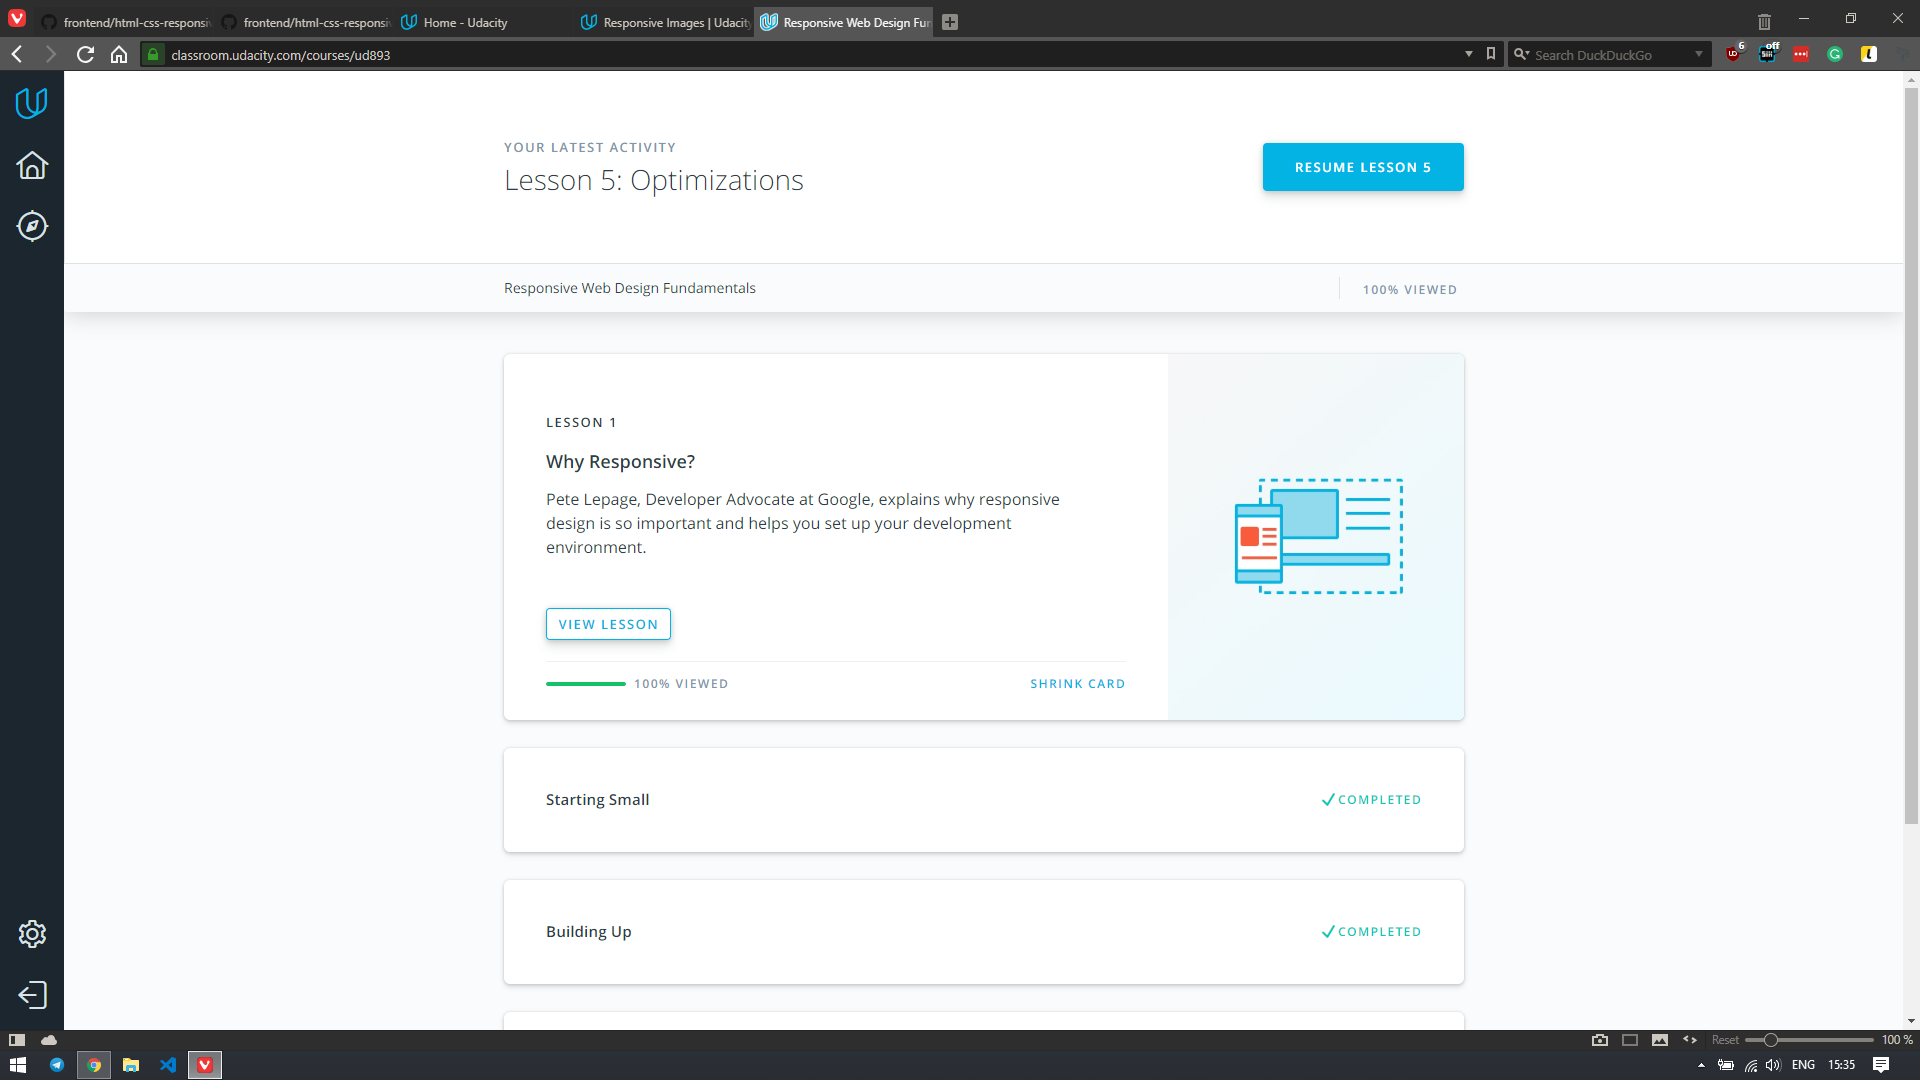 frontend/html-css-responsi
frontend/html-css-responsi
Home - Udacity
Responsive Images | Udacit
Responsive Web Design Fun
classroom.udacity.com/courses/ud893
Search DuckDuckGo
6
off
YOUR LATEST ACTIVITY
Lesson 5: Optimizations
RESUME LESSON 5
Responsive Web Design Fundamentals
100% VIEWED
LESSON 1
Why Responsive?
Pete Lepage, Developer Advocate at Google, explains why responsive
design is so important and helps you set up your development
environment.
VIEW LESSON
100% VIEWED
SHRINK CARD
Starting Small
COMPLETED
Building Up
COMPLETED
Reset
100 %
ENG
15:35